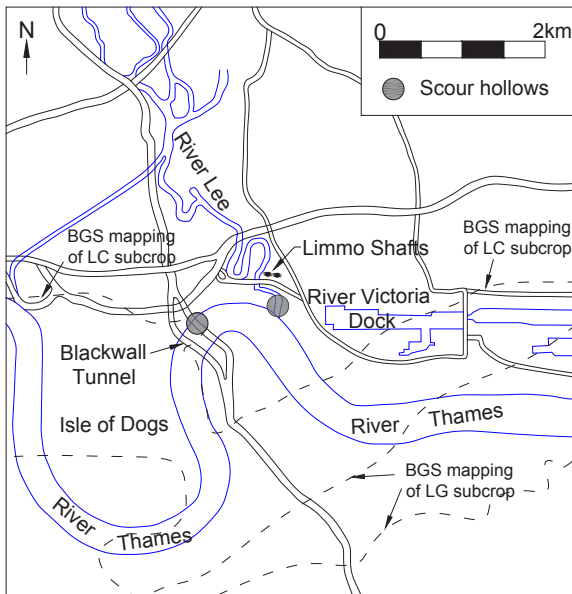 N
0
2km
Scour hollows
River Lee
BGS mapping
of LC subcrop
Limmo Shafts
BGS mapping
of LC subcrop
River Victoria
Dock
Blackwall
Tunnel
Isle of Dogs
River Thames
BGS mapping
of LG subcrop
River Thames